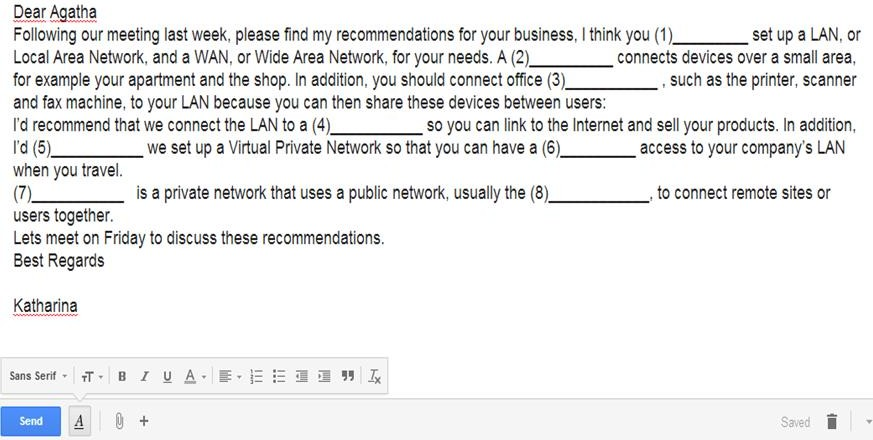 Dear Agatha
Following our meeting last week, please find my recommendations for your business, I think you (1)_________ set up a LAN, or
Local Area Network, and a WAN, or Wide Area Network, for your needs. A (2)__________ connects devices over a small area,
for example your apartment and the shop. In addition, you should connect office (3)___________ , such as the printer, scanner
and fax machine, to your LAN because you can then share these devices between users:
I'd recommend that we connect the LAN to a (4)___________ so you can link to the Internet and sell your products. In addition,
I'd (5)___________ we set up a Virtual Private Network so that you can have a (6)_________ access to your company's LAN
when you travel.
(7)___________ is a private network that uses a public network, usually the (8)____________, to connect remote sites or
users together.
Lets meet on Friday to discuss these recommendations.
Best Regards
Katharina
Sans Serif
Send
Saved